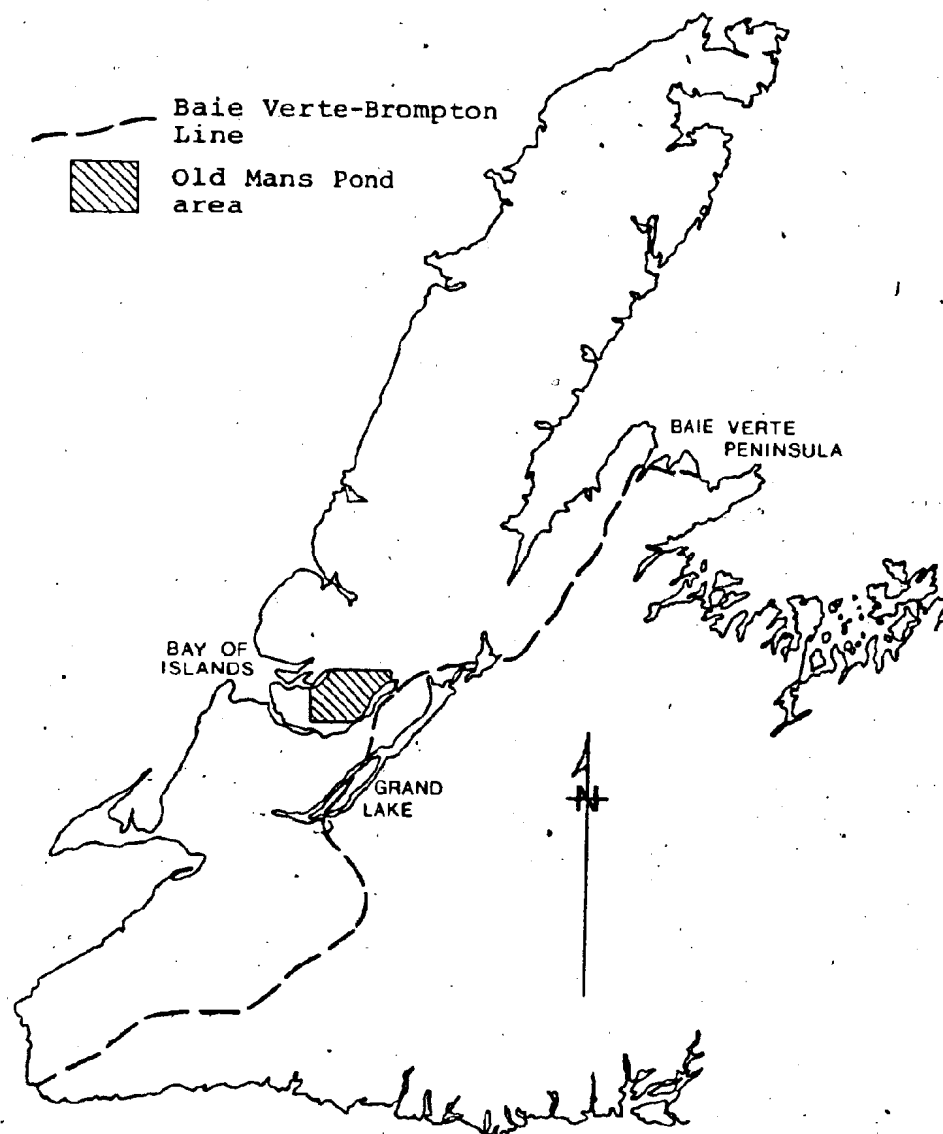 Baie Verte-Brompton
Line
Old Mans Pond
area
BAIE VERTE
PENINSULA
BAY OF
ISLANDS
GRAND
LAKE
N